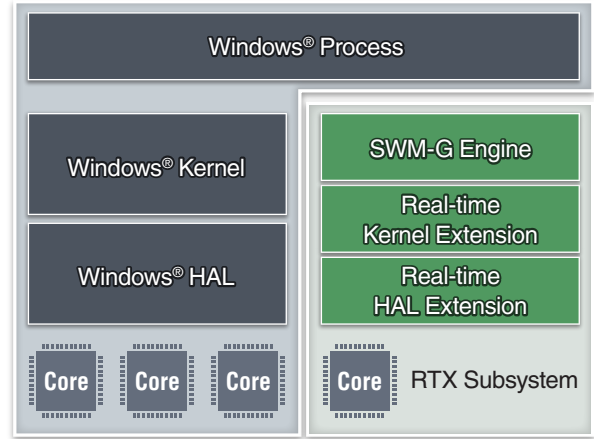 Windows® Process
Windows® Kernel
Windows® HAL
SWM-G Engine
Real-time
Kernel Extension
Real-time
HAL Extension
Core
Core
Core
Core
RTX Subsystem